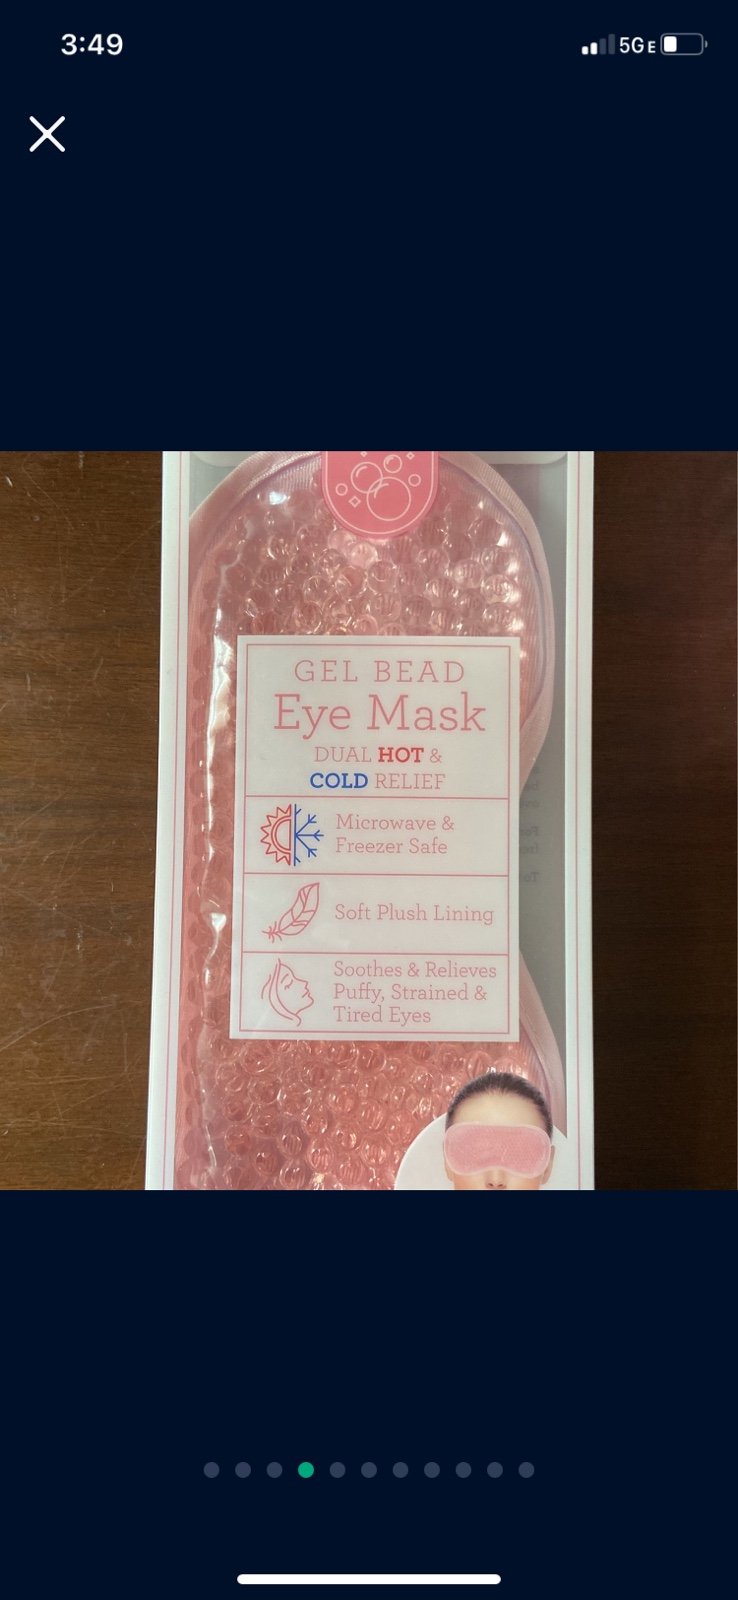 3:49
5GE
GEL BEAD
Eye Mask
DUAL HOT &
COLD RELIEF
Microwave &
Freezer Safe
Soft Plush Lining
Soothes & Relieves
Puffy, Strained &
Tired Eyes